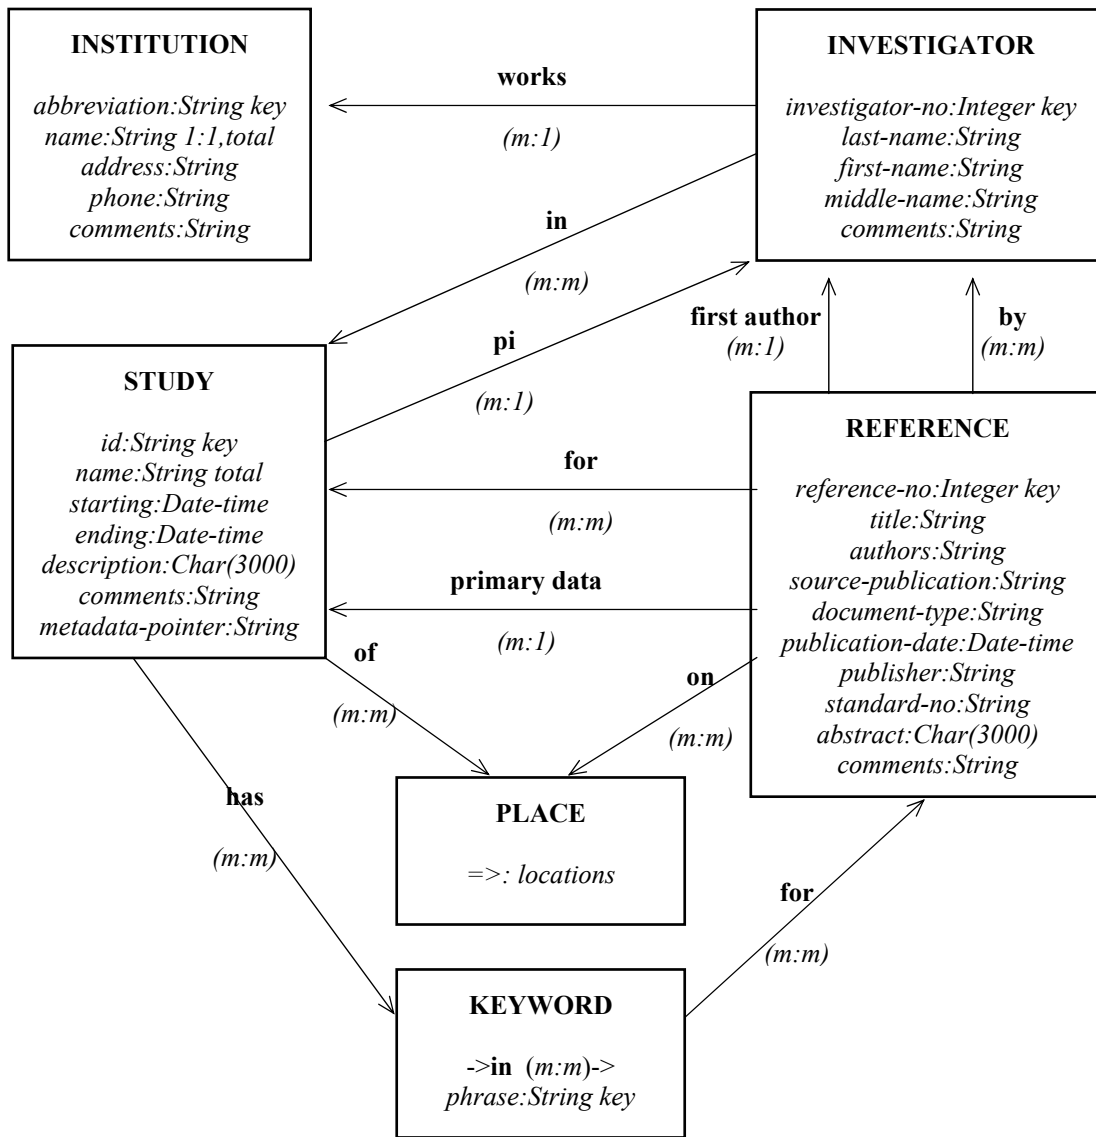 INSTITUTION
abbreviation:String key
name:String 1:1,total
address:String
phone:String
comments:String
works
(m:1)
INVESTIGATOR
investigator-no:Integer key
last-name:String
first-name:String
middle-name:String
comments:String
in
(m:m)
pi
(m:1)
first author
(m:1)
by
(m:m)
STUDY
id:String key
name:String total
starting:Date-time
ending:Date-time
description:Char(3000)
comments:String
metadata-pointer:String
for
(m:m)
primary data
(m:1)
REFERENCE
reference-no:Integer key
title:String
authors:String
source-publication:String
document-type:String
publication-date:Date-time
publisher:String
standard-no:String
abstract:Char(3000)
comments:String
of
(m:m)
on
(m:m)
has
(m:m)
PLACE
=>: locations
for
(m:m)
KEYWORD
->in (m:m)->
phrase:String key